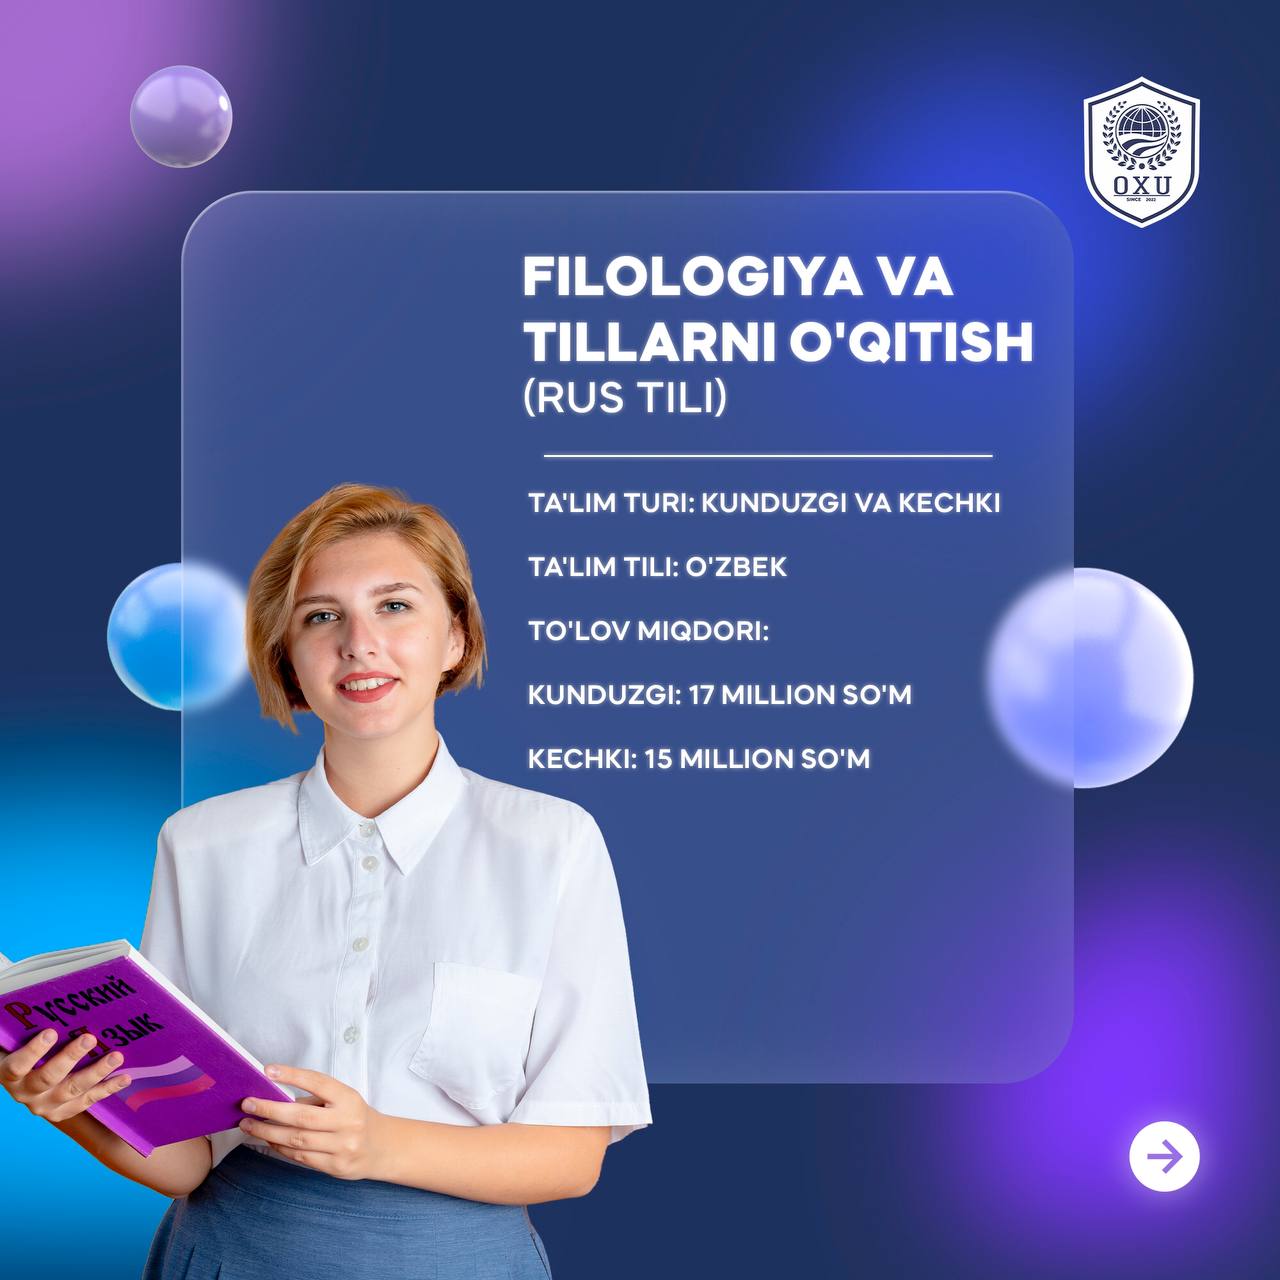 OXU
SINCE 2022
FILOLOGIYA VA
TILLARNI O'QITISH
(RUS TILI)
TA'LIM TURI: KUNDUZGI VA KECHKI
TA'LIM TILI: O'ZBEK
TO'LOV MIQDORI:
KUNDUZGI: 17 MILLION SO'M
KECHKI: 15 MILLION SO'M
Русский
Язык